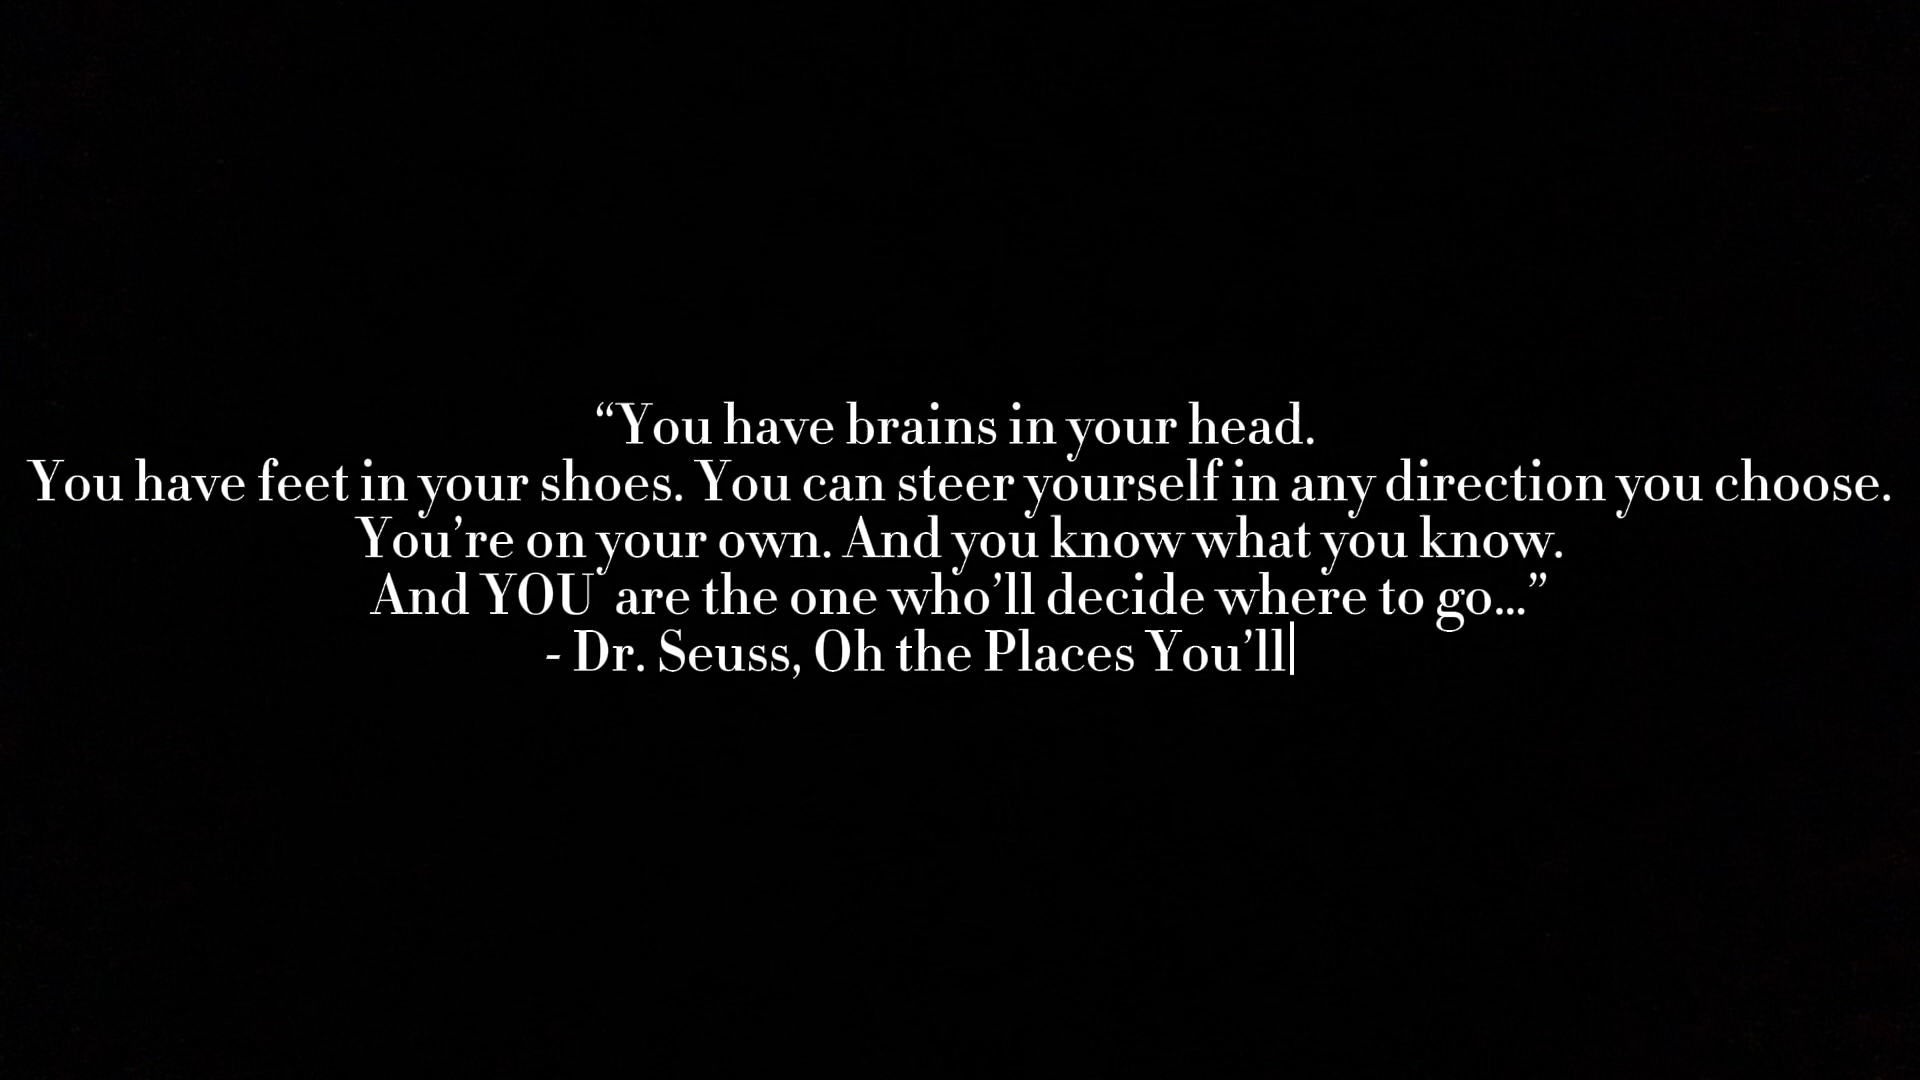 “You have brains in your head.
You have feet in your shoes. You can steer yourself in any direction you choose.
You’re on your own. And you know what you know.
And YOU are the one who’ll decide where to go...”
- Dr. Seuss, Oh the Places You’ll